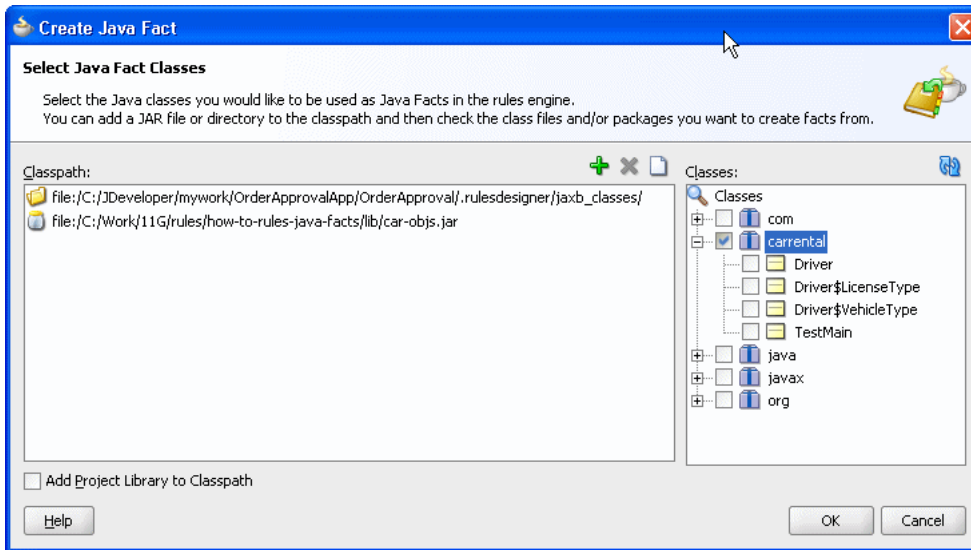 Create Java Fact
Select Java Fact Classes
Select the Java classes you would like to be used as Java Facts in the rules engine.
You can add a JAR file or directory to the classpath and then check the class files and/or packages you want to create facts from.
Classpath:
file:/C:/JDeveloper/mywork/OrderApprovalApp/OrderApproval/.rulesdesigner/jaxb_classes/
file:/C:/Work/11G/rules/how-to-rules-java-facts/lib/car-objs.jar
Classes:
Classes
com
carrental
Driver
Driver$LicenseType
Driver$VehicleType
TestMain
java
javax
org
Add Project Library to Classpath
Help
OK
Cancel